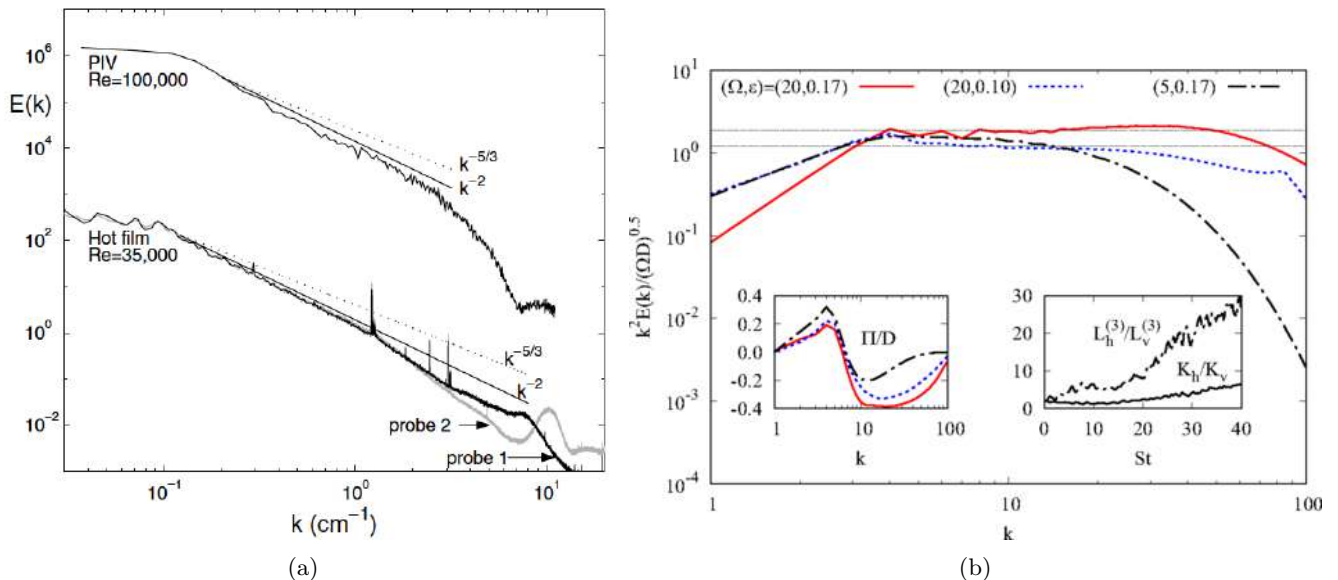 10^6
PIV
Re=100,000
E(k)
10^4
k^{-5/3}
k^{-2}
10^2
Hot film
Re=35,000
10^0
k^{-5/3}
k^{-2}
10^{-2}
probe 2
probe 1
10^{-1} 10^0 10^1
k (cm^{-1})
(a)
1 10 100
10^1
(Ω,ε)=(20,0.17) (20,0.10) (5,0.17)
10^0
k^2E(k)/(ΩD)^{0.5}
10^{-1}
10^{-2}
10^{-3}
10^{-4}
0.4
0.2
0.0
-0.2
-0.4
Π/D
1 10 100
k
30
20
10
0
L_h^{(3)}/L_v^{(3)}
K_h/K_v
0 10 20 30 40
St
1 10 100
k
(b)